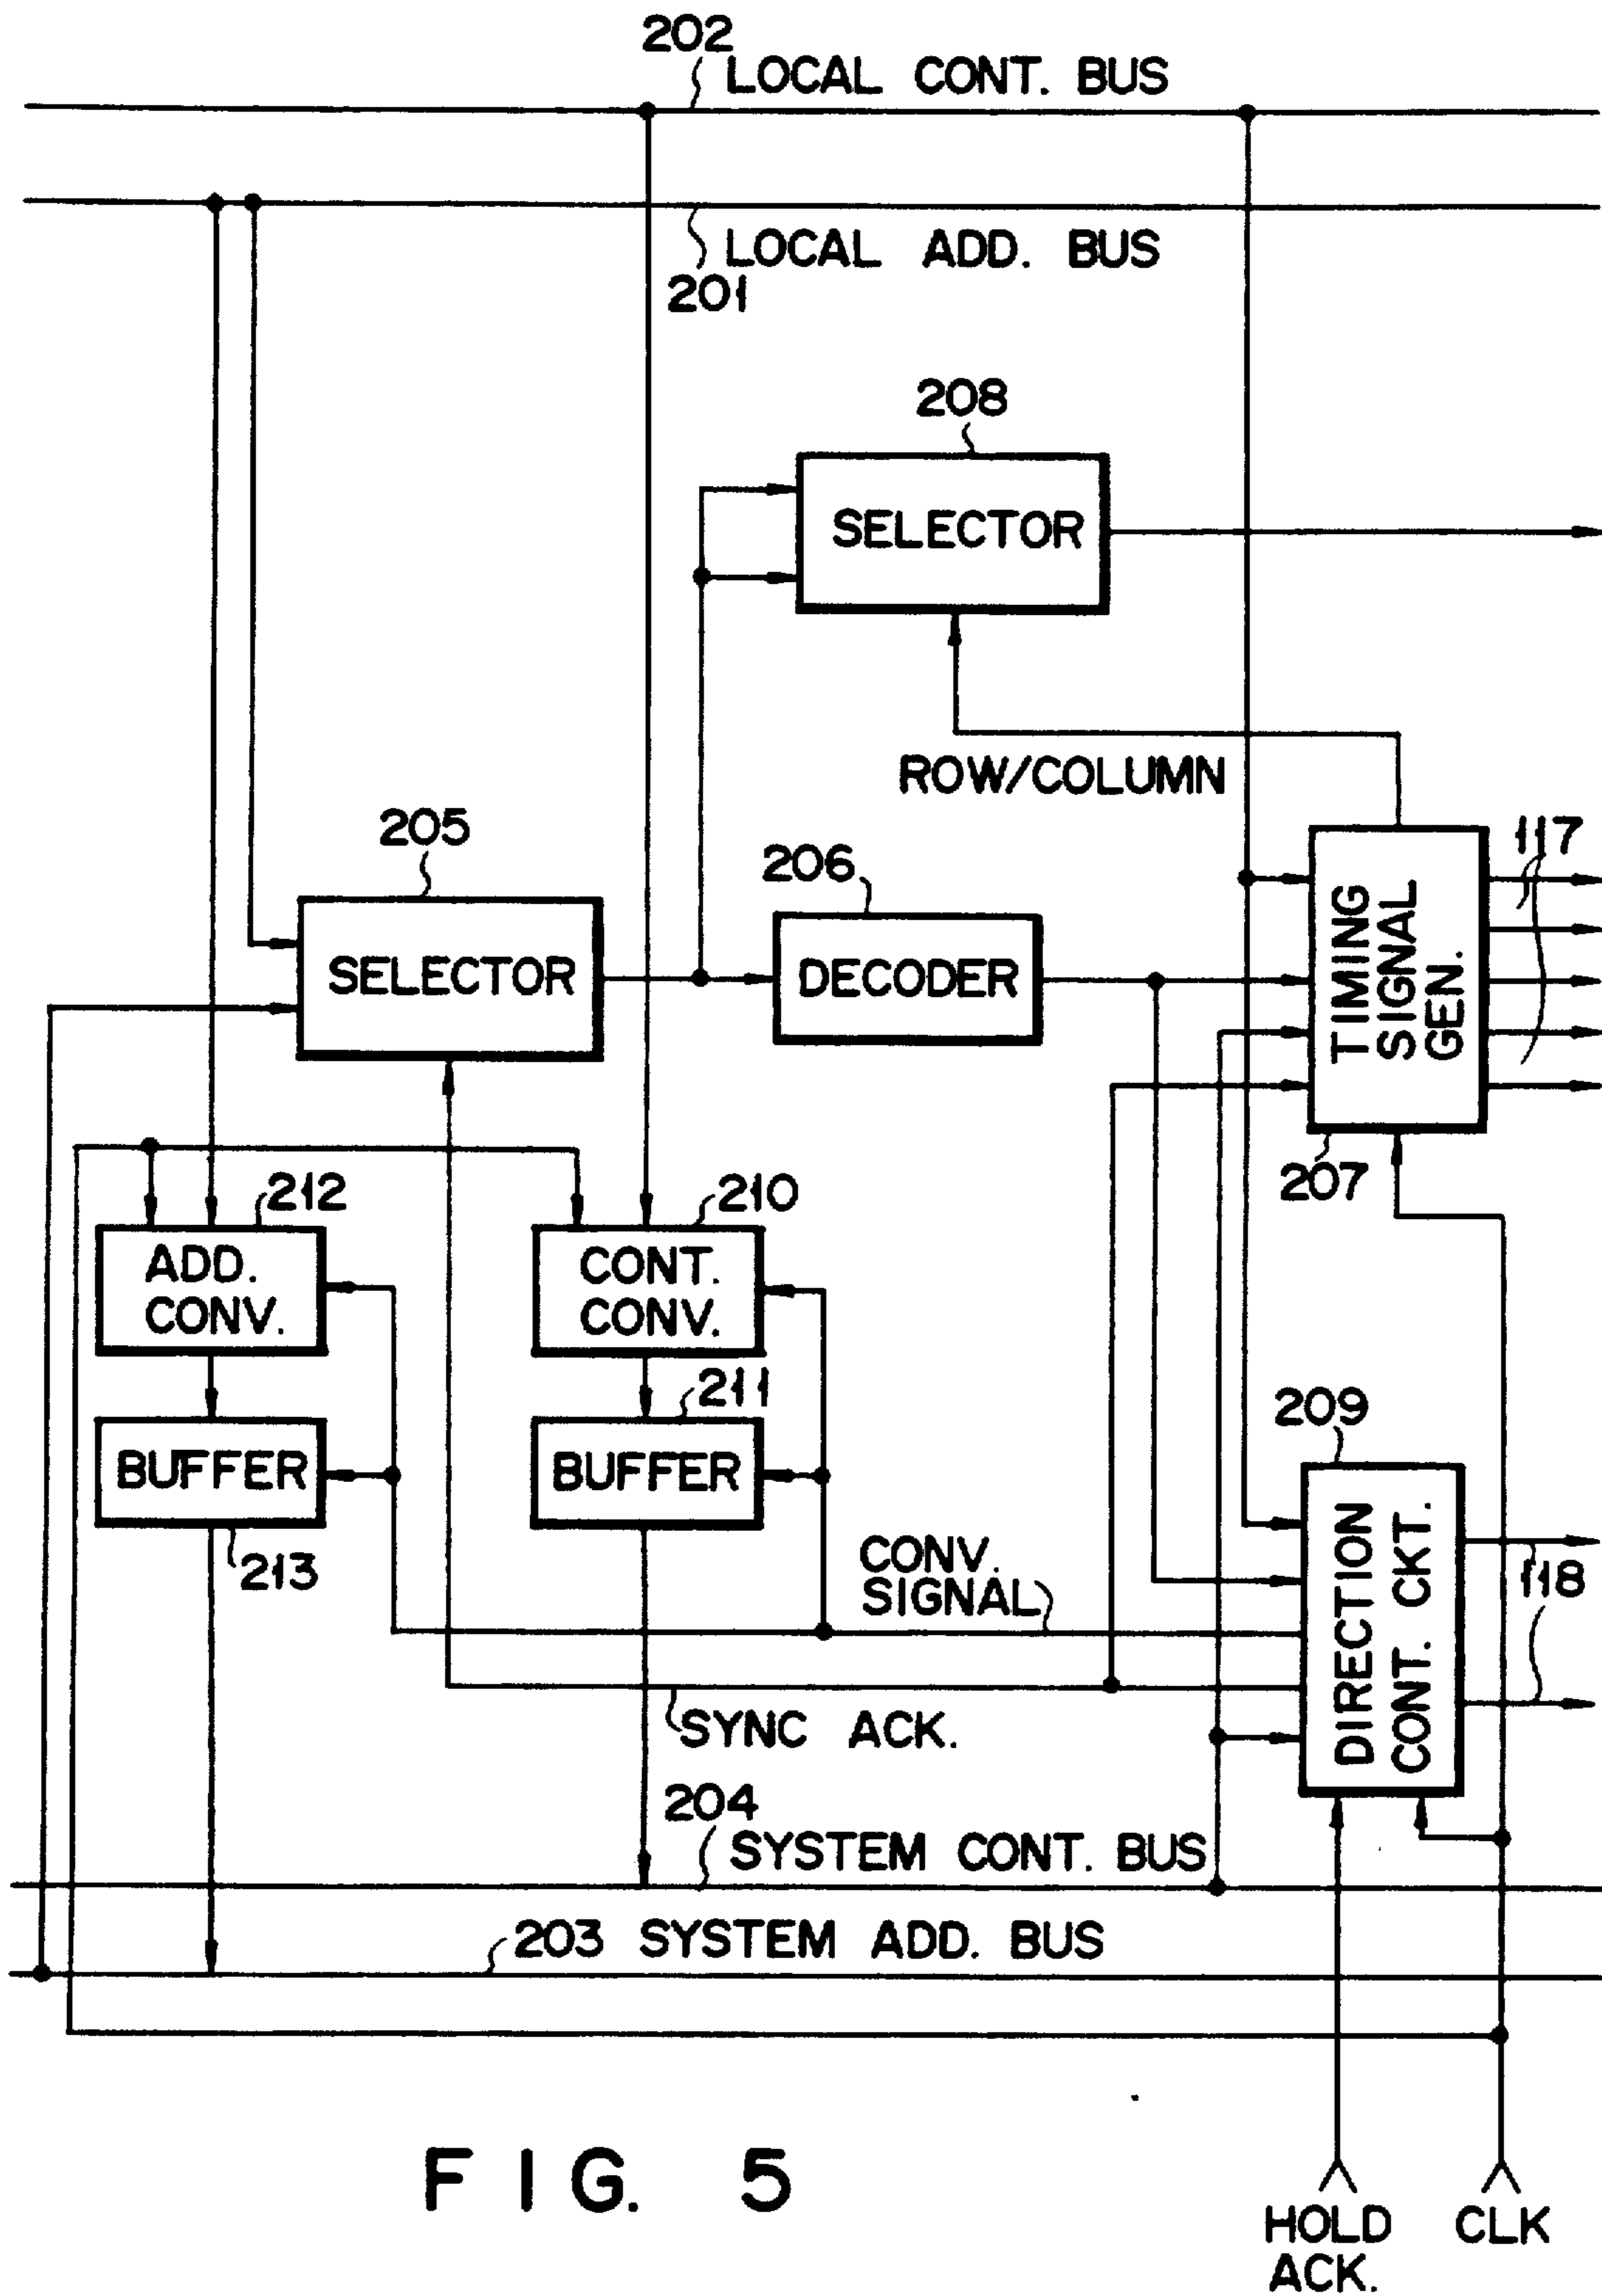 202
LOCAL CONT. BUS
LOCAL ADD. BUS
201
208
SELECTOR
ROW/COLUMN
205
SELECTOR
206
DECODER
117
TIMING
SIGNAL
GEN.
207
212
ADD.
CONV.
210
CONT.
CONV.
211
BUFFER
BUFFER
213
209
DIRECTION
CONT. CKT.
CONV.
SIGNAL
118
SYNC ACK.
204
SYSTEM CONT. BUS
203 SYSTEM ADD. BUS
FIG. 5
HOLD
ACK.
CLK